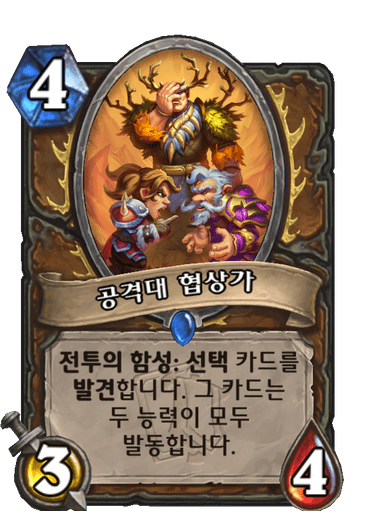 4
공격대 협상가
전투의 함성: 선택 카드를
발견합니다. 그 카드는
두 능력이 모두
발동합니다.
3
4